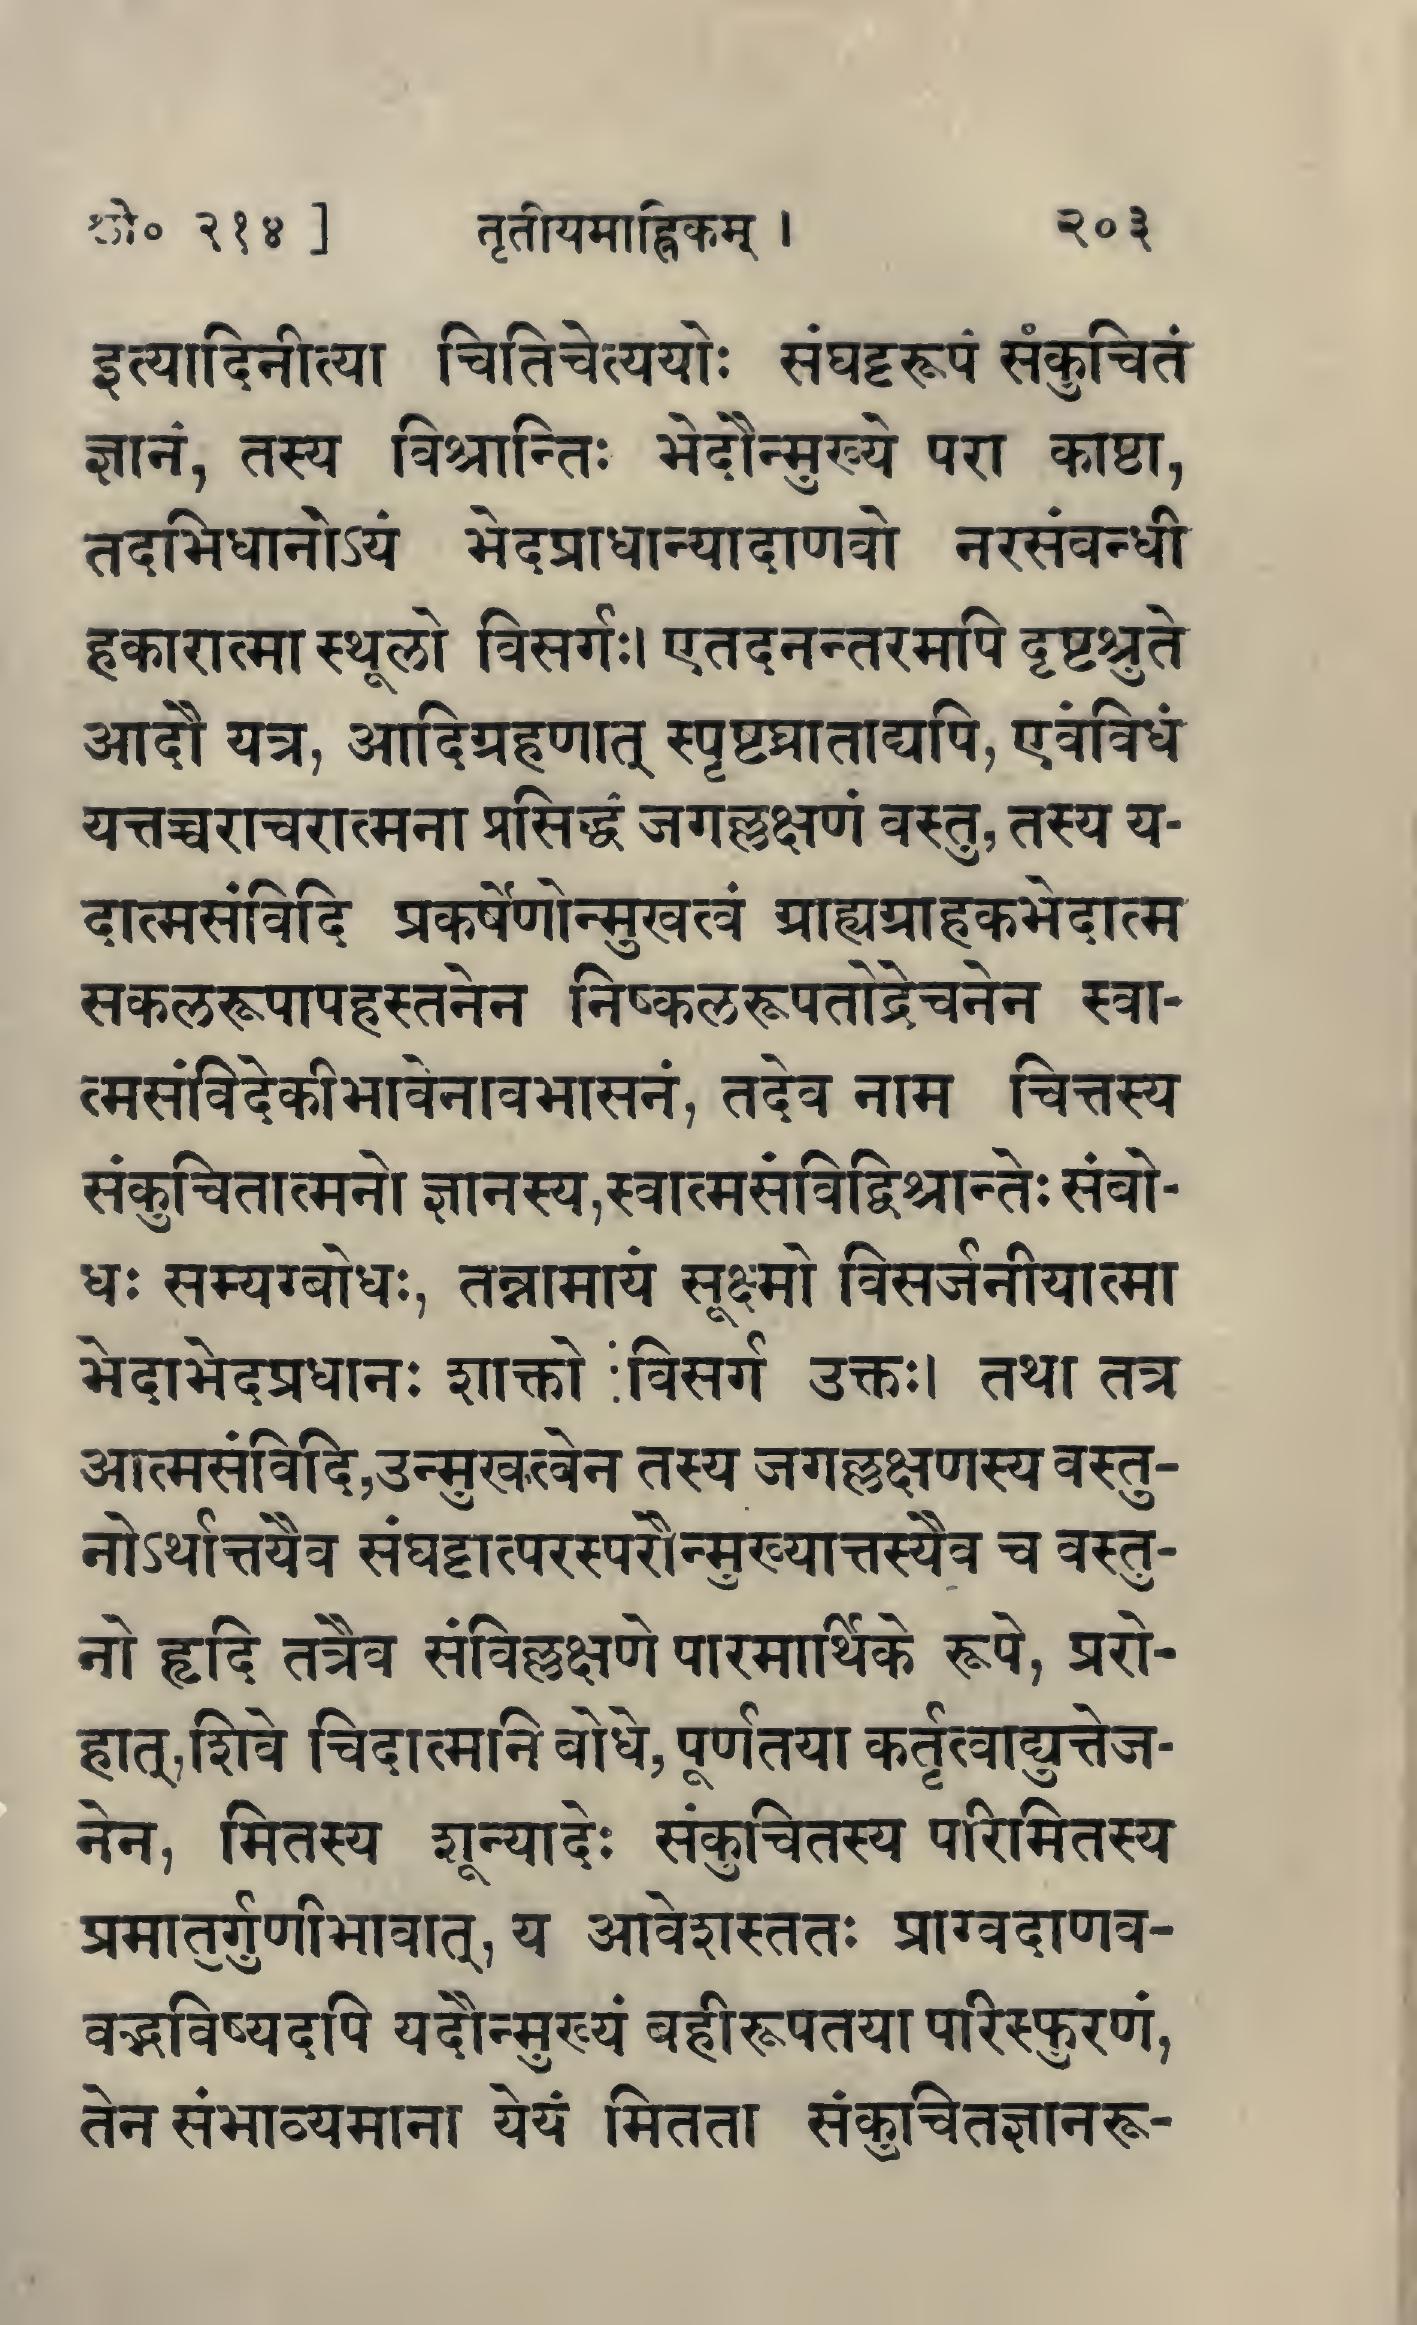 श्लो० २१४ ] तृतीयमाह्निकम् । २०३
इत्यादिनीत्या चितिचेत्ययोः संघट्टरूपं संकुचितं
ज्ञानं, तस्य विश्रान्तिः भेदौन्मुख्ये परा काष्ठा,
तदभिधानोऽयं भेदप्राधान्यादाणवो नरसंबन्धी
हकारात्मा स्थूलो विसर्गः। एतदनन्तरमपि दृष्टश्रुते
आदौ यत्र, आदिग्रहणात् स्पृष्टघ्राताद्यपि, एवंविधं
यत्तच्चराचरात्मना प्रसिद्धं जगल्लक्षणं वस्तु, तस्य य-
दात्मसंविदि प्रकर्षेणोन्मुखत्वं ग्राह्यग्राहकभेदात्म
सकलरूपापहस्तनेन निष्कलरूपतोद्रेचनेन स्वा-
त्मसंविदेकीभावेनावभासनं, तदेव नाम चित्तस्य
संकुचितात्मनो ज्ञानस्य,स्वात्मसंविद्विश्रान्तेः संबो-
धः सम्यग्बोधः, तन्नामायं सूक्ष्मो विसर्जनीयात्मा
भेदाभेदप्रधानः शाक्तो विसर्ग उक्तः। तथा तत्र
आत्मसंविदि,उन्मुखत्वेन तस्य जगल्लक्षणस्य वस्तु-
नोऽर्थात्तयैव संघट्टात्परस्परौन्मुख्यात्तस्यैव च वस्तु-
नो हृदि तत्रैव संविल्लक्षणे पारमार्थिके रूपे, प्ररो-
हात्,शिवे चिदात्मनि बोधे, पूर्णतया कर्तृत्वाद्युत्तेज-
नेन, मितस्य शून्यादेः संकुचितस्य परिमितस्य
प्रमातुर्गुणीभावात्, य आवेशस्ततः प्राग्वदाणव-
वद्भविष्यदपि यदौन्मुख्यं बहीरूपतया परिस्फुरणं,
तेन संभाव्यमाना येयं मितता संकुचितज्ञानरू-